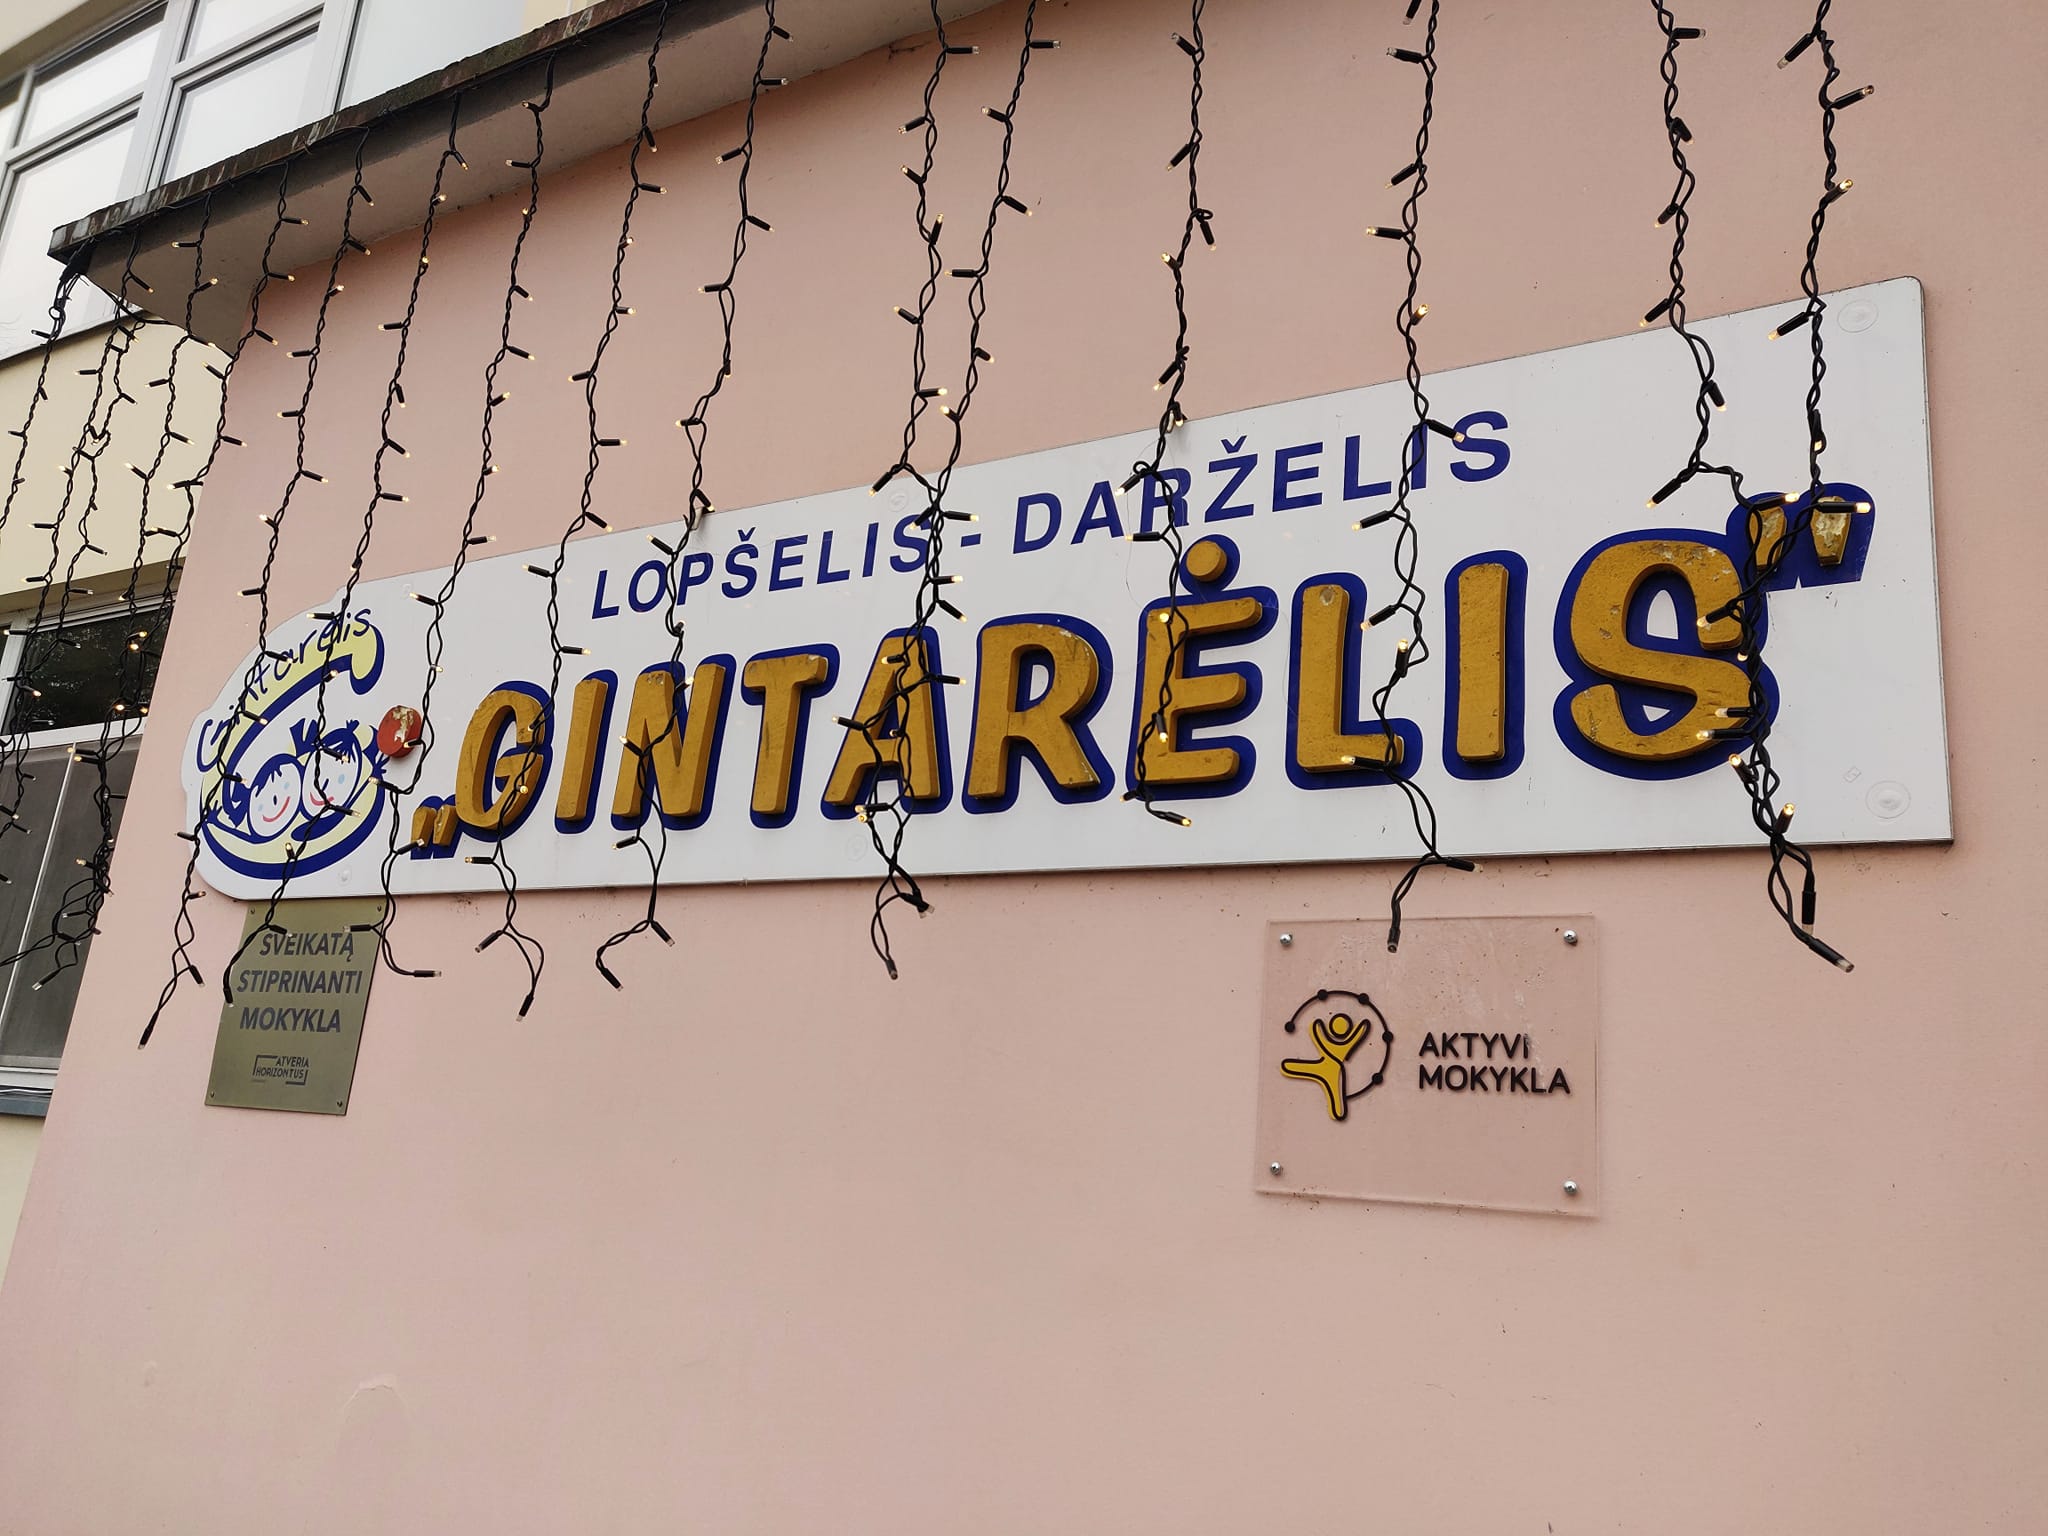 LOPŠELIS - DARŽELIS
Gintarėlis
„GINTARĖLIS“
SVEIKATĄ
STIPRINANTI
MOKYKLA
ATVERIA
HORIZONTUS
AKTYVI
MOKYKLA